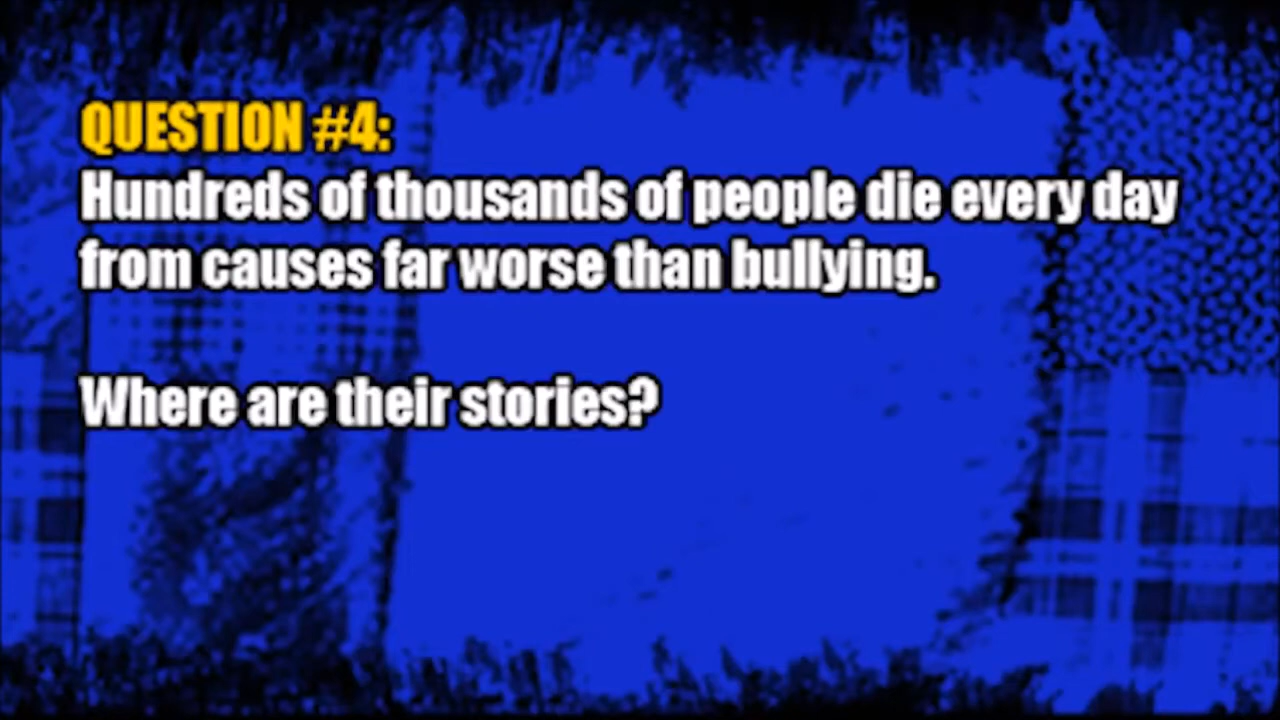 QUESTION #4:
Hundreds of thousands of people die every day
from causes far worse than bullying.
Where are their stories?